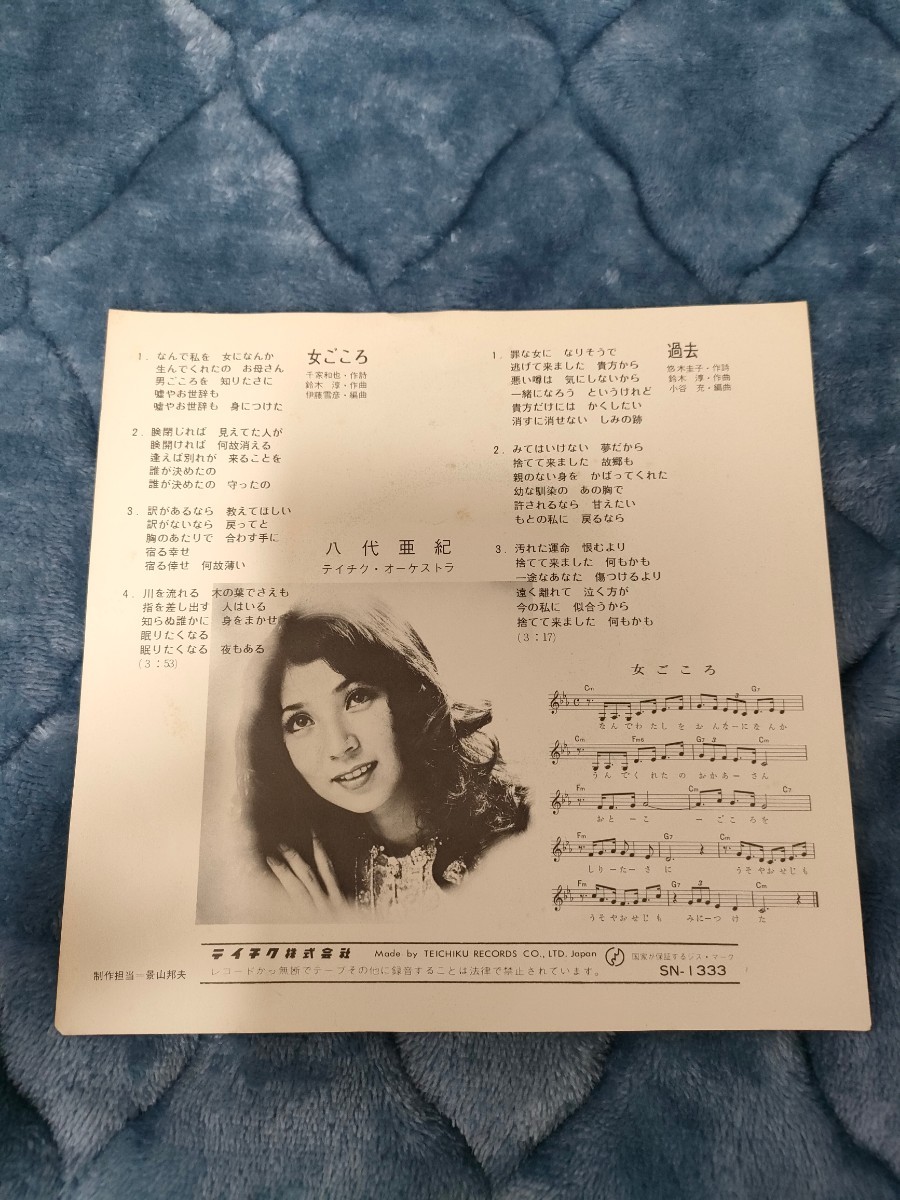 女ごころ
千家和也・作詩
鈴木 淳・作曲
伊藤雪彦・編曲
1. なんで私を 女になんか
生んでくれたの お母さん
男ごころを 知りたさに
嘘やお世辞も
嘘やお世辞も 身につけた
2. 瞼閉じれば 見えてた人が
瞼開ければ 何故消える
逢えば別れが 来ることを
誰が決めたの
誰が決めたの 守ったの
3. 訳があるなら 教えてほしい
訳がないなら 戻ってと
胸のあたりで 合わす手に
宿る幸せ
宿る倖せ 何故薄い
4. 川を流れる 木の葉でさえも
指を差し出す 人はいる
知らぬ誰かに 身をまかせ
眠りたくなる
眠りたくなる 夜もある
(3:53)
八代亜紀
テイチク・オーケストラ
過去
悠木圭子・作詩
鈴木 淳・作曲
小谷 充・編曲
1. 罪な女に なりそうで
逃げて来ました 貴方から
悪い噂は 気にしないから
一緒になろう というけれど
貴方だけには かくしたい
消すに消せない しみの跡
2. みてはいけない 夢だから
捨てて来ました 故郷も
親のない身を かばってくれた
幼な馴染の あの胸で
許されるなら 甘えたい
もとの私に 戻るなら
3. 汚れた運命 恨むより
捨てて来ました 何もかも
一途なあなた 傷つけるより
遠く離れて 泣く方が
今の私に 似合うから
捨てて来ました 何もかも
(3:17)
女ごころ
Cm 3 G7
なんでわたしを おんなーになんか
Cm Fm6 G7 3 Cm
うんでくれたの おかあーさん
Fm Cm C7
おとーこ ーごころを
Fm G7 Cm
しりーたーさに うそやおせじも
Fm G7 3 Cm
うそやおせじも みにーつけた
制作担当＝景山邦夫
テイチク株式会社 Made by TEICHIKU RECORDS CO., LTD. Japan
国家が保証するジス・マーク
レコードから無断でテープその他に録音することは法律で禁止されています。
SN-1333